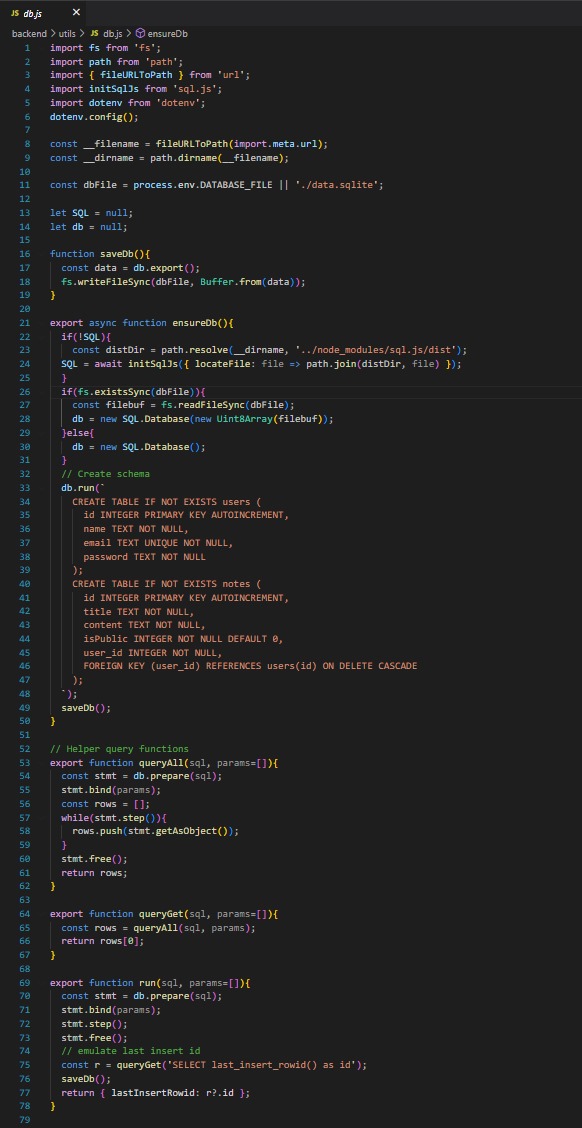 JS db.js ×
backend > utils > JS db.js > ensureDb
1 import fs from 'fs';
2 import path from 'path';
3 import { fileURLToPath } from 'url';
4 import initSqlJs from 'sql.js';
5 import dotenv from 'dotenv';
6 dotenv.config();
7
8 const __filename = fileURLToPath(import.meta.url);
9 const __dirname = path.dirname(__filename);
10
11 const dbFile = process.env.DATABASE_FILE || './data.sqlite';
12
13 let SQL = null;
14 let db = null;
15
16 function saveDb(){
17   const data = db.export();
18   fs.writeFileSync(dbFile, Buffer.from(data));
19 }
20
21 export async function ensureDb(){
22   if(!SQL){
23     const distDir = path.resolve(__dirname, '../node_modules/sql.js/dist');
24   SQL = await initSqlJs({ locateFile: file => path.join(distDir, file) });
25   }
26   if(fs.existsSync(dbFile)){
27     const filebuf = fs.readFileSync(dbFile);
28     db = new SQL.Database(new Uint8Array(filebuf));
29   }else{
30     db = new SQL.Database();
31   }
32   // Create schema
33   db.run(`
34     CREATE TABLE IF NOT EXISTS users (
35       id INTEGER PRIMARY KEY AUTOINCREMENT,
36       name TEXT NOT NULL,
37       email TEXT UNIQUE NOT NULL,
38       password TEXT NOT NULL
39     );
40     CREATE TABLE IF NOT EXISTS notes (
41       id INTEGER PRIMARY KEY AUTOINCREMENT,
42       title TEXT NOT NULL,
43       content TEXT NOT NULL,
44       isPublic INTEGER NOT NULL DEFAULT 0,
45       user_id INTEGER NOT NULL,
46       FOREIGN KEY (user_id) REFERENCES users(id) ON DELETE CASCADE
47     );
48   `);
49   saveDb();
50 }
51
52 // Helper query functions
53 export function queryAll(sql, params=[]){
54   const stmt = db.prepare(sql);
55   stmt.bind(params);
56   const rows = [];
57   while(stmt.step()){
58     rows.push(stmt.getAsObject());
59   }
60   stmt.free();
61   return rows;
62 }
63
64 export function queryGet(sql, params=[]){
65   const rows = queryAll(sql, params);
66   return rows[0];
67 }
68
69 export function run(sql, params=[]){
70   const stmt = db.prepare(sql);
71   stmt.bind(params);
72   stmt.step();
73   stmt.free();
74   // emulate last insert id
75   const r = queryGet('SELECT last_insert_rowid() as id');
76   saveDb();
77   return { lastInsertRowid: r?.id };
78 }
79